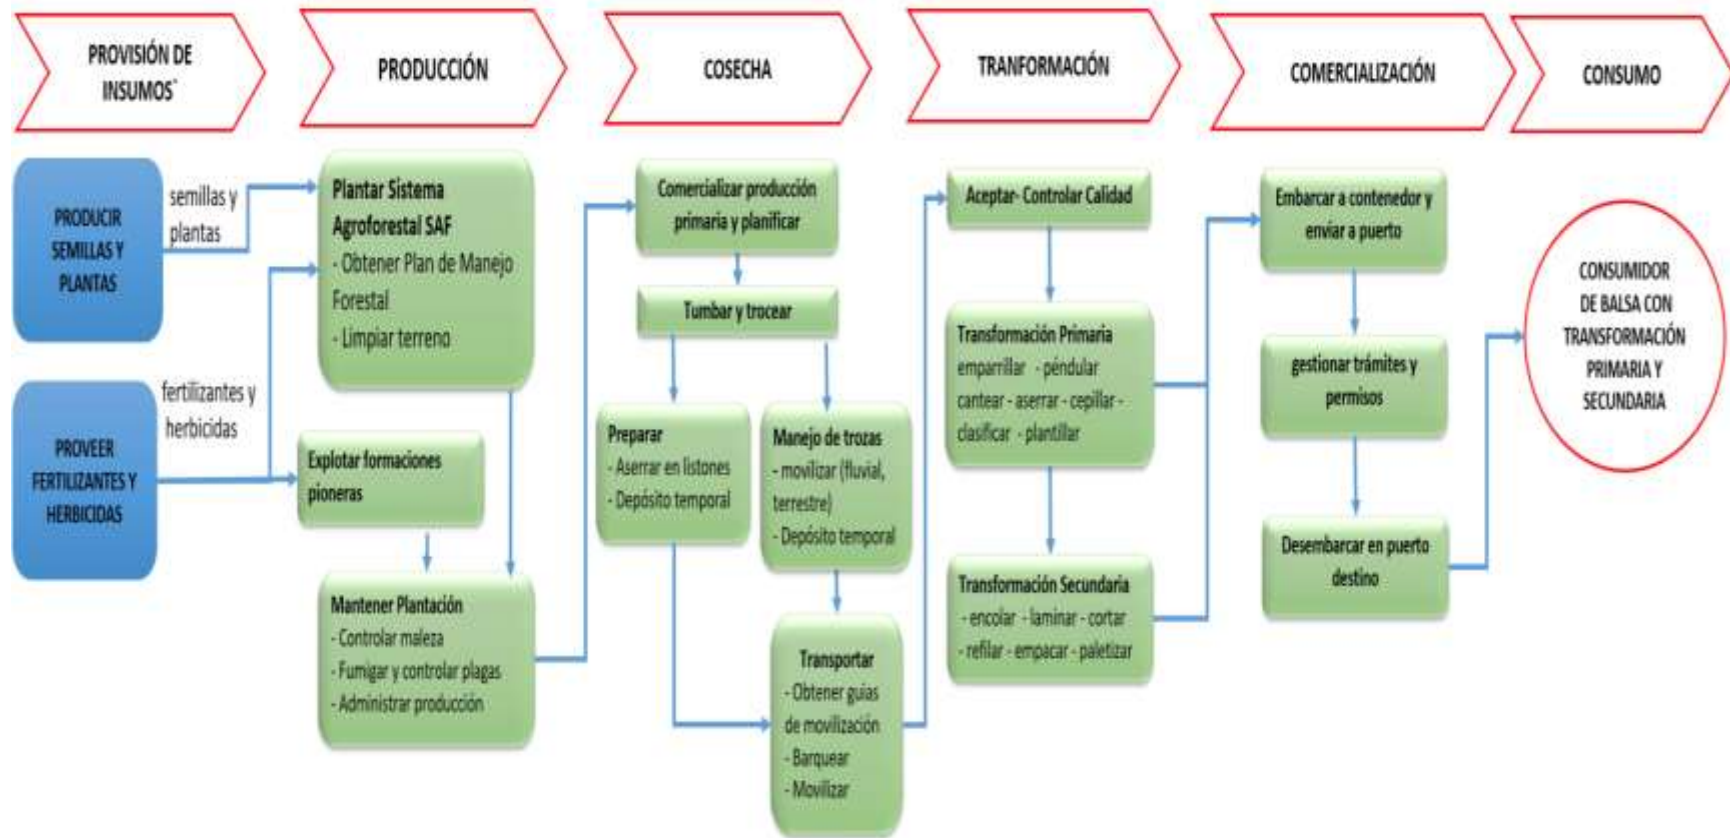 PROVISIÓN DE
INSUMOS*
PRODUCCIÓN
COSECHA
TRANFORMACIÓN
COMERCIALIZACIÓN
CONSUMO
PRODUCIR
SEMILLAS Y
PLANTAS
semillas y
plantas
PROVEER
FERTILIZANTES Y
HERBICIDAS
fertilizantes y
herbicidas
Plantar Sistema
Agroforestal SAF
- Obtener Plan de Manejo
Forestal
- Limpiar terreno
Explotar formaciones
pioneras
Mantener Plantación
- Controlar maleza
- Fumigar y controlar plagas
- Administrar producción
Comercializar producción
primaria y planificar
Tumbar y trocear
Preparar
- Aserrar en listones
- Depósito temporal
Manejo de trozas
- movilizar (fluvial,
terrestre)
- Depósito temporal
Transportar
- Obtener guias
de movilización
- Barquear
- Movilizar
Aceptar- Controlar Calidad
Transformación Primaria
emparrillar - péndular
cantear - aserrar - cepillar -
clasificar - plantillar
Transformación Secundaria
- encolar - laminar - cortar
- refilar - empacar - paletizar
Embarcar a contenedor y
enviar a puerto
gestionar trámites y
permisos
Desembarcar en puerto
destino
CONSUMIDOR
DE BALSA CON
TRANSFORMACIÓN
PRIMARIA Y
SECUNDARIA